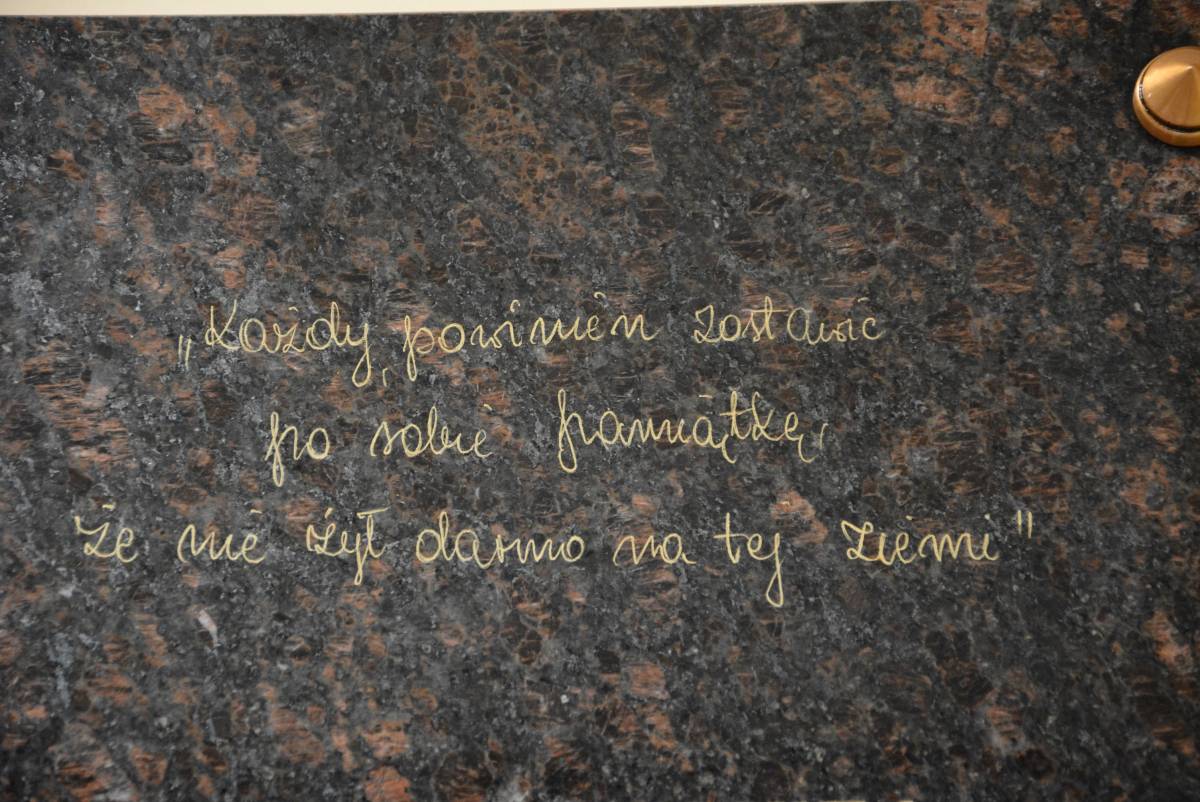 „Każdy, powinien zostawić
po sobie pamiątkę,
że nie żył darmo na tej ziemi"